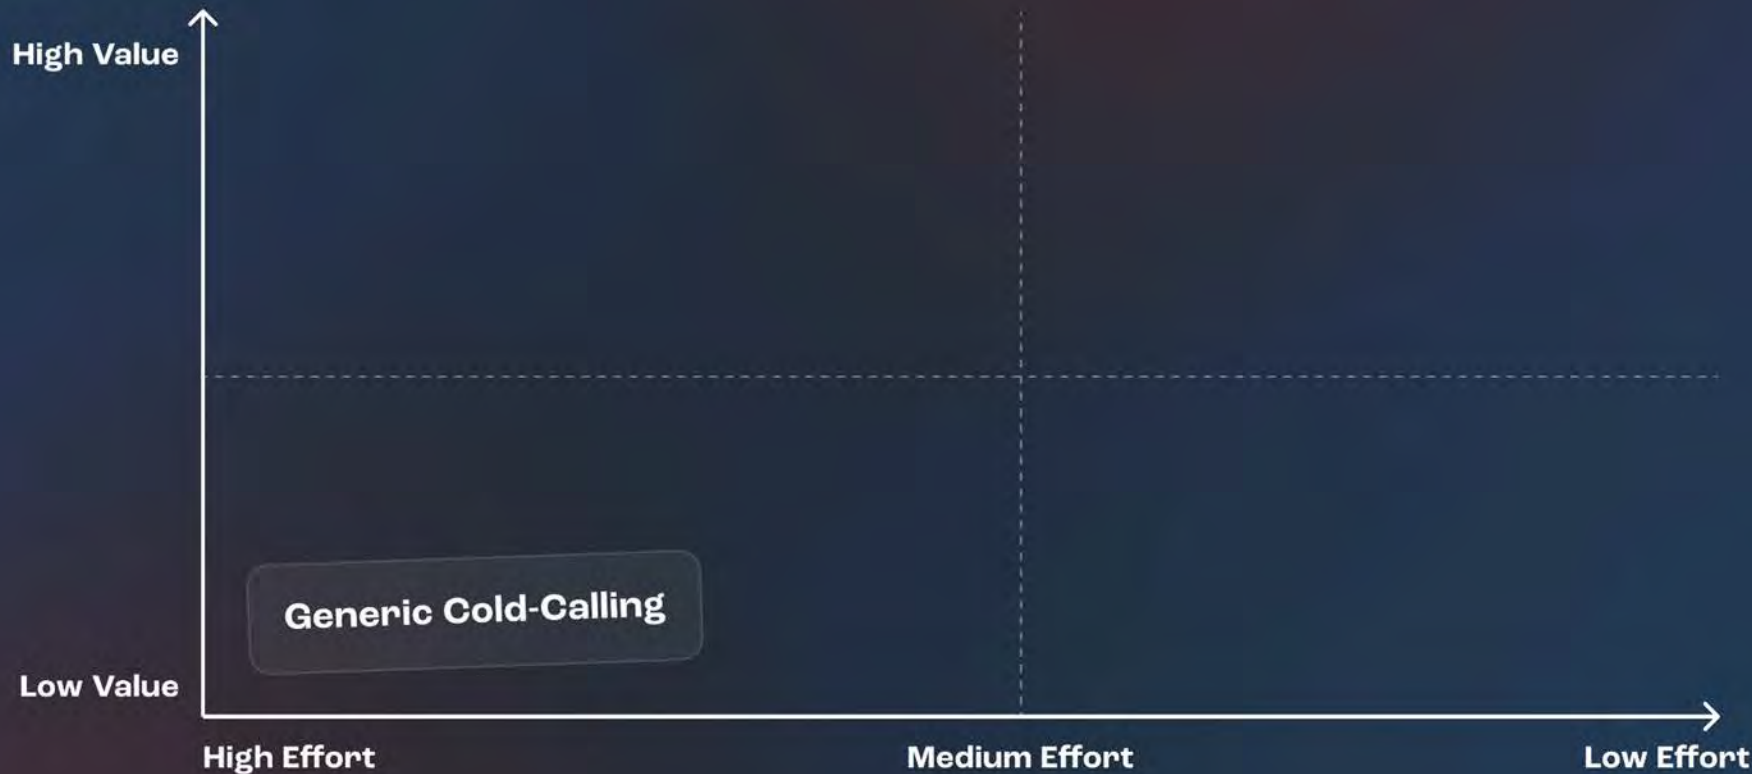 High Value
Generic Cold-Calling
Low Value
High Effort
Medium Effort
Low Effort